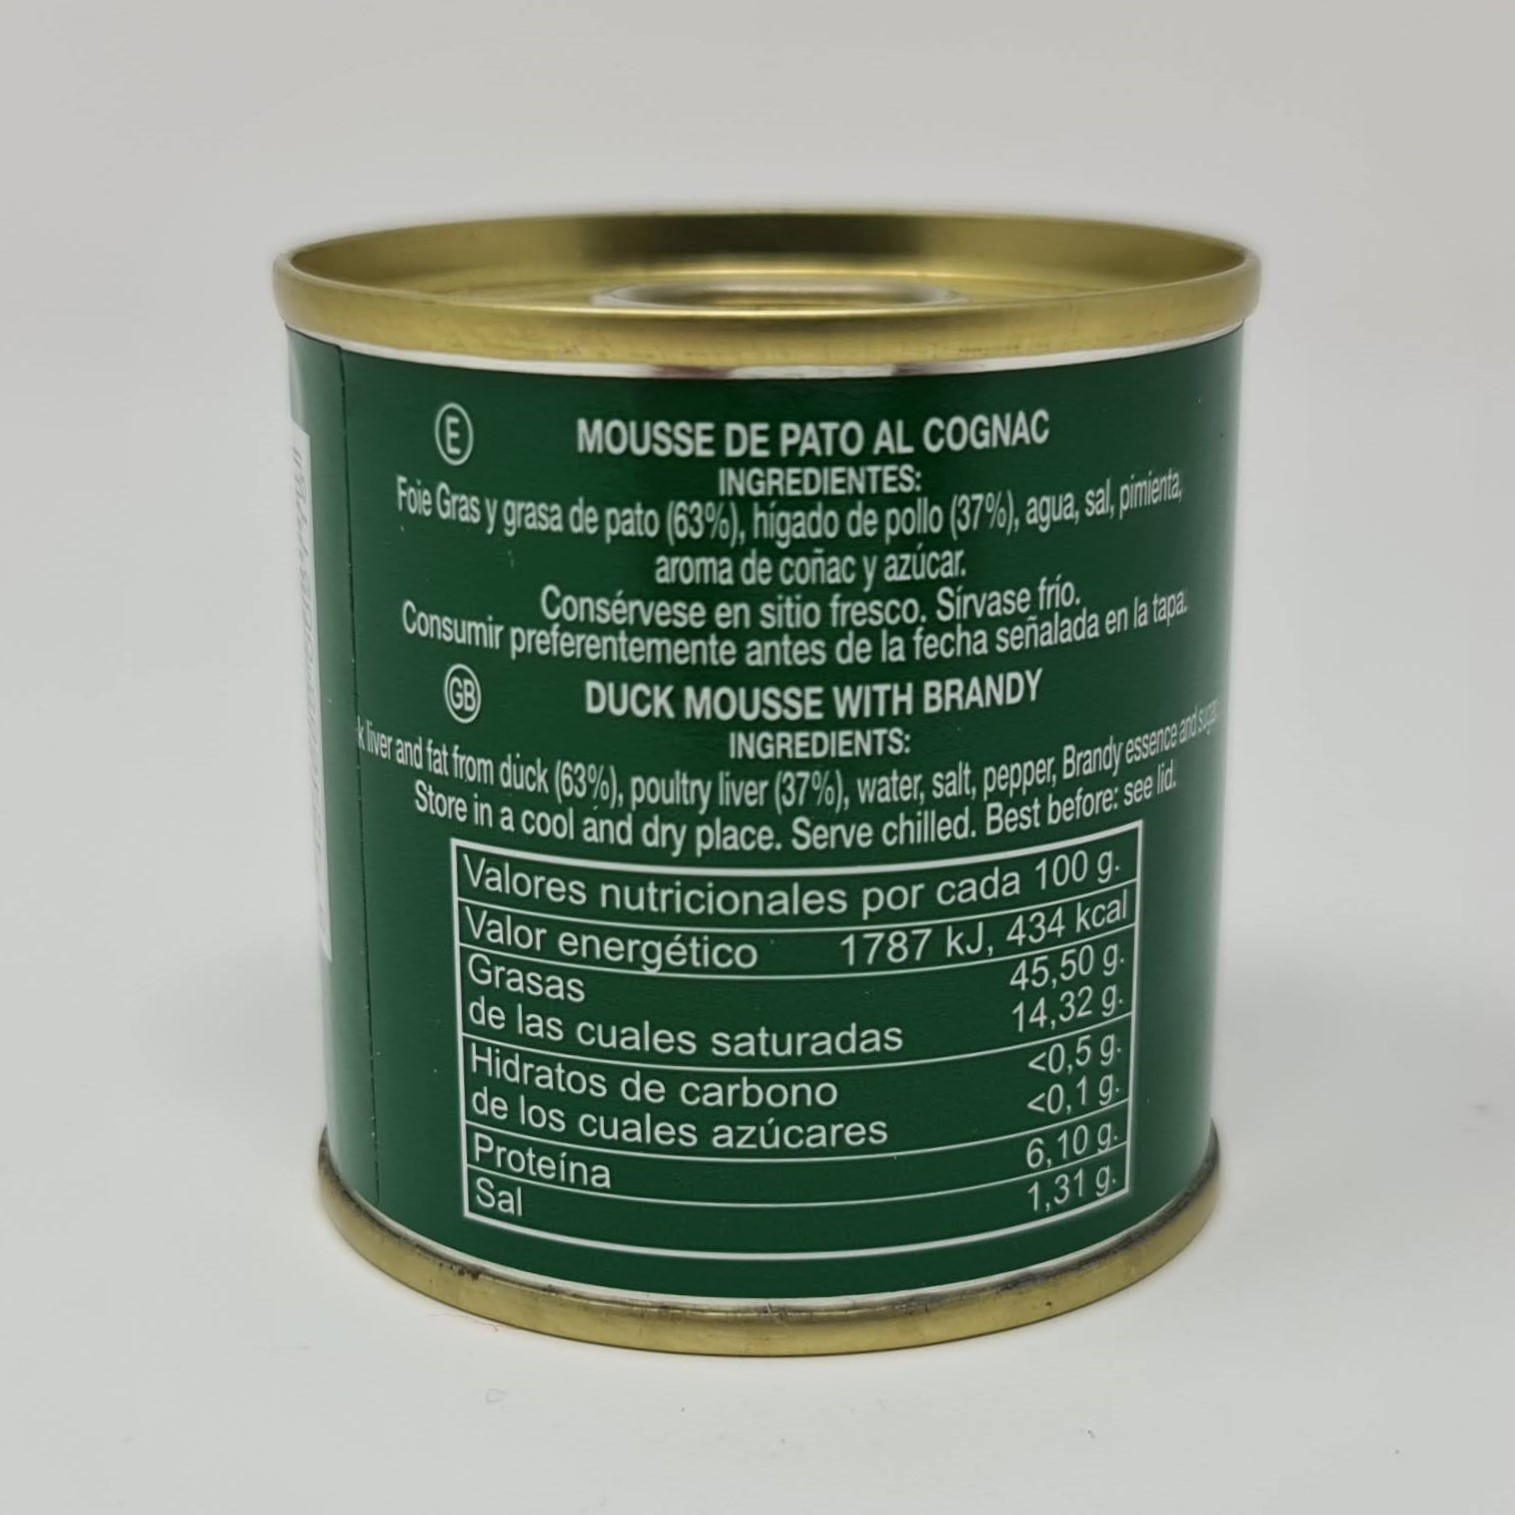 E
MOUSSE DE PATO AL COGNAC
INGREDIENTES:
Foie Gras y grasa de pato (63%), hígado de pollo (37%), agua, sal, pimienta,
aroma de coñac y azúcar.
Consérvese en sitio fresco. Sírvase frío.
Consumir preferentemente antes de la fecha señalada en la tapa.
GB
DUCK MOUSSE WITH BRANDY
INGREDIENTS:
liver and fat from duck (63%), poultry liver (37%), water, salt, pepper, Brandy essence and sugar
Store in a cool and dry place. Serve chilled. Best before: see lid.
Valores nutricionales por cada 100 g.
Valor energético 1787 kJ, 434 kcal
Grasas 45,50 g.
de las cuales saturadas 14,32 g.
Hidratos de carbono <0,5 g.
de los cuales azúcares <0,1 g.
Proteína 6,10 g.
Sal 1,31 g.